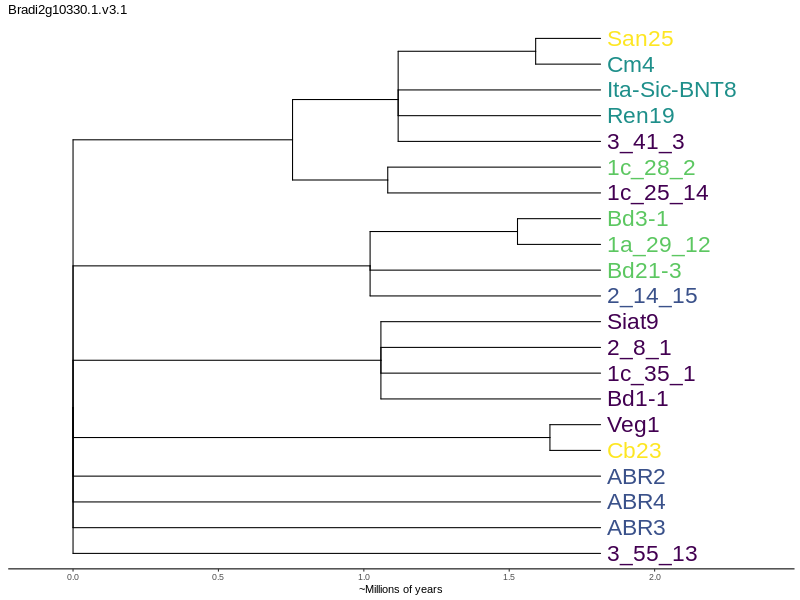 Bradi2g10330.1.v3.1
San25
Cm4
Ita-Sic-BNT8
Ren19
3_41_3
1c_28_2
1c_25_14
Bd3-1
1a_29_12
Bd21-3
2_14_15
Siat9
2_8_1
1c_35_1
Bd1-1
Veg1
Cb23
ABR2
ABR4
ABR3
3_55_13
0.0 0.5 1.0 1.5 2.0
~Millions of years